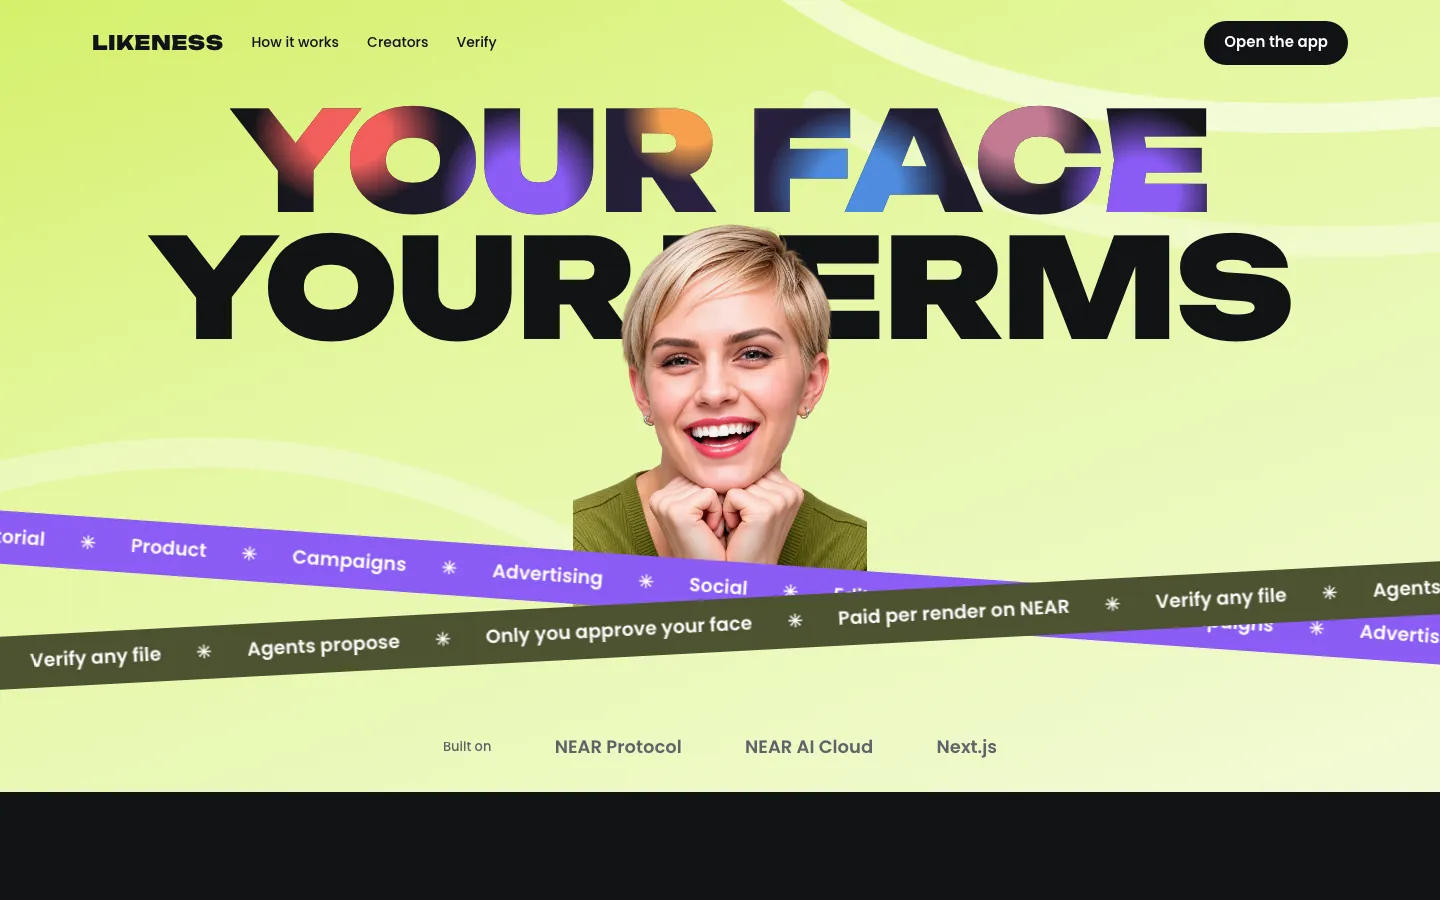 LIKENESS How it works Creators Verify Open the app
YOUR FACE
YOUR TERMS
torial ✳ Product ✳ Campaigns ✳ Advertising ✳ Social ✳
Verify any file ✳ Agents propose ✳ Only you approve your face ✳ Paid per render on NEAR ✳ Verify any file ✳ Agents
✳ Advertis
Built on NEAR Protocol NEAR AI Cloud Next.js